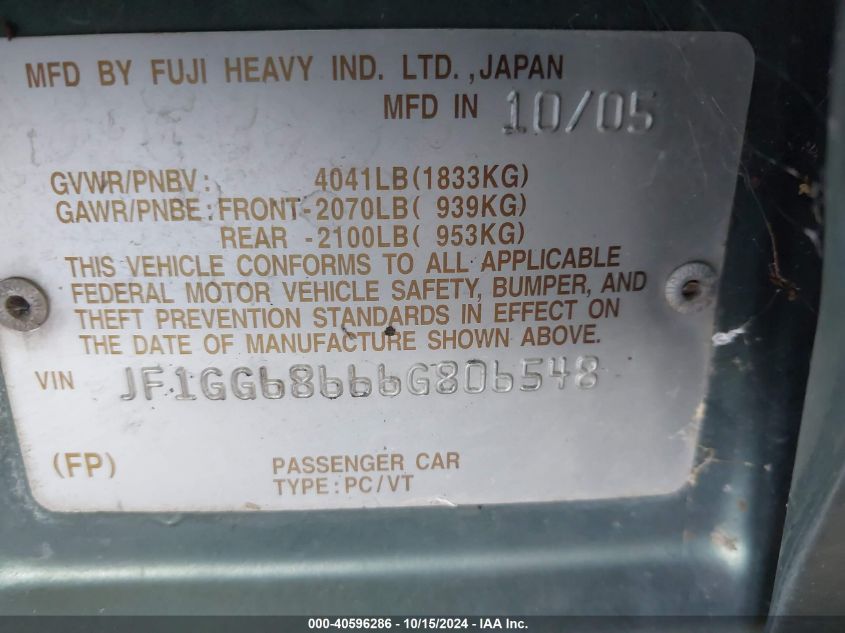 MFD BY FUJI HEAVY IND. LTD., JAPAN
MFD IN 10/05
GVWR/PNBV: 4041LB(1833KG)
GAWR/PNBE: FRONT-2070LB( 939KG)
REAR -2100LB( 953KG)
THIS VEHICLE CONFORMS TO ALL APPLICABLE
FEDERAL MOTOR VEHICLE SAFETY, BUMPER, AND
THEFT PREVENTION STANDARDS IN EFFECT ON
THE DATE OF MANUFACTURE SHOWN ABOVE.
VIN JF1GG68666G806548
(FP) PASSENGER CAR
TYPE: PC/VT
000-40596286 - 10/15/2024 - IAA Inc.